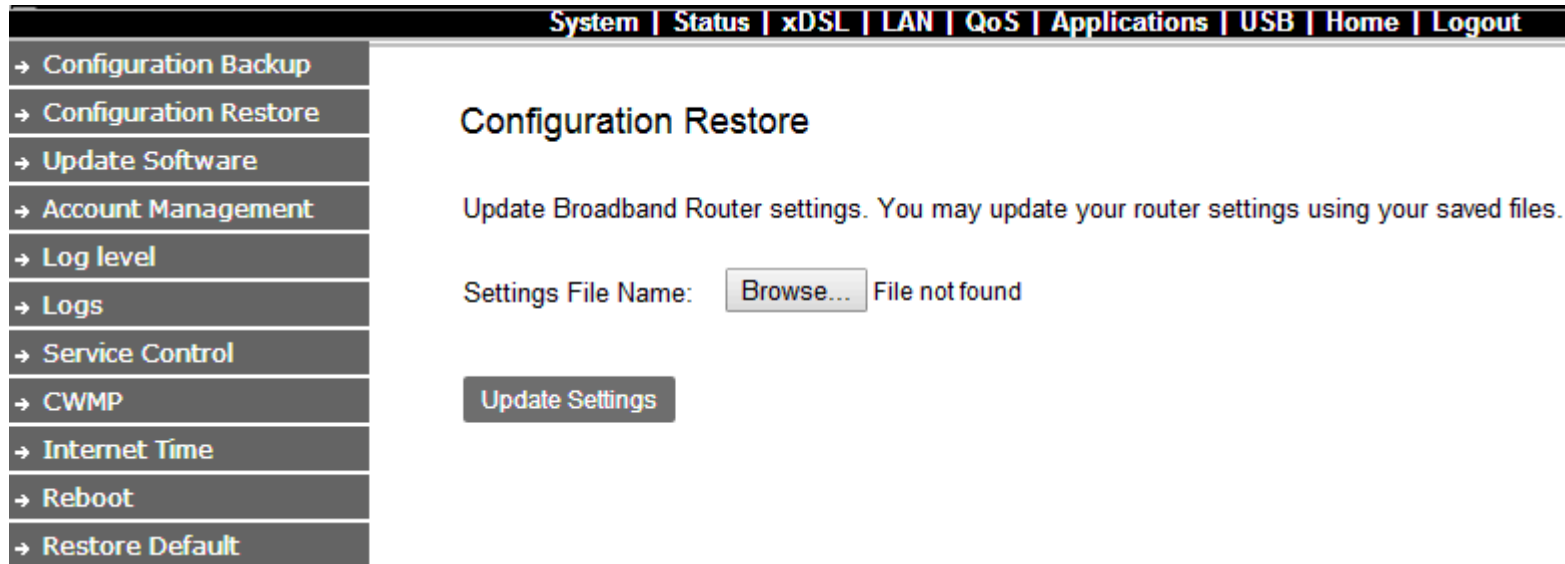 System | Status | xDSL | LAN | QoS | Applications | USB | Home | Logout
→ Configuration Backup
→ Configuration Restore
→ Update Software
→ Account Management
→ Log level
→ Logs
→ Service Control
→ CWMP
→ Internet Time
→ Reboot
→ Restore Default
Configuration Restore
Update Broadband Router settings. You may update your router settings using your saved files.
Settings File Name: Browse... File not found
Update Settings